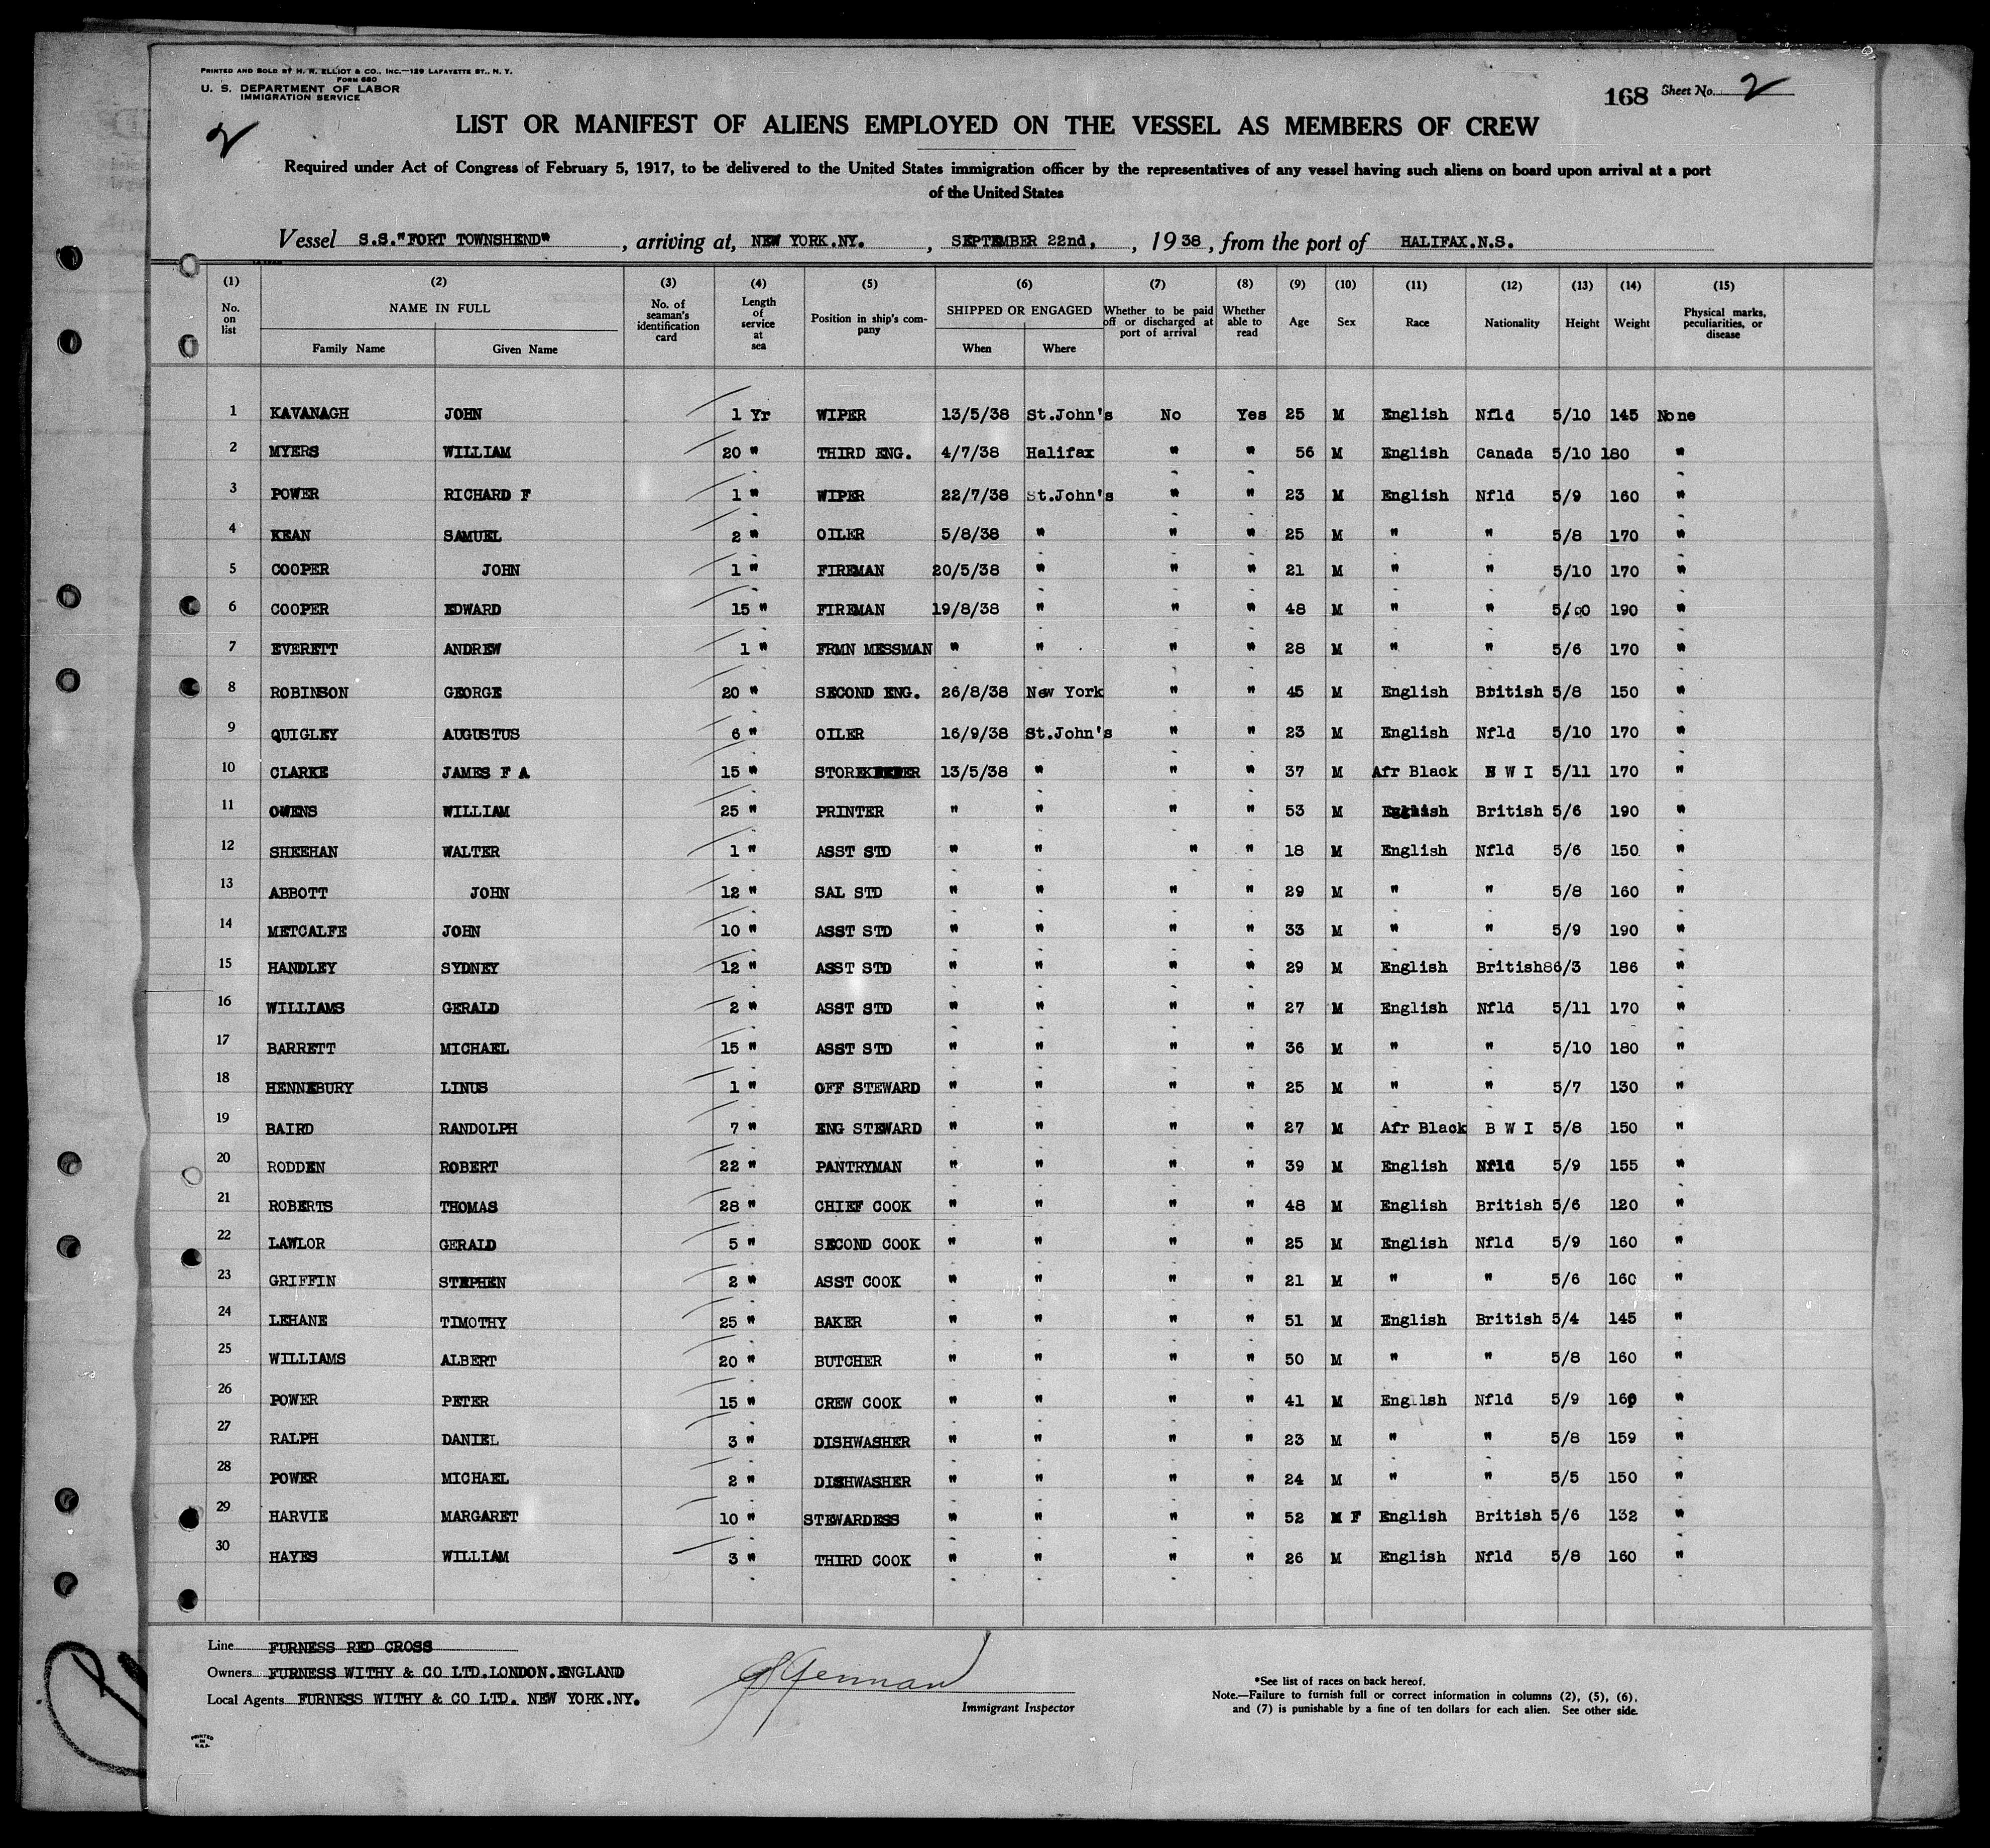 PRINTED AND SOLD BY H. R. ELLIOT & CO., INC.—129 LAFAYETTE ST., N. Y.
FORM 680
U. S. DEPARTMENT OF LABOR
IMMIGRATION SERVICE
168 Sheet No. 2
2
LIST OR MANIFEST OF ALIENS EMPLOYED ON THE VESSEL AS MEMBERS OF CREW
Required under Act of Congress of February 5, 1917, to be delivered to the United States immigration officer by the representatives of any vessel having such aliens on board upon arrival at a port
of the United States
Vessel S.S."FORT TOWNSHEND" , arriving at, NEW YORK.NY. , SEPTEMBER 22nd. , 1938, from the port of HALIFAX.N.S.
(1) (2) (3) (4) (5) (6) (7) (8) (9) (10) (11) (12) (13) (14) (15)
No. on list NAME IN FULL Family Name Given Name No. of seaman's identification card Length of service at sea Position in ship's company SHIPPED OR ENGAGED When Where Whether to be paid off or discharged at port of arrival Whether able to read Age Sex Race Nationality Height Weight Physical marks, peculiarities, or disease
1 KAVANAGH JOHN 1 Yr WIPER 13/5/38 St.John's No Yes 25 M English Nfld 5/10 145 None
2 MYERS WILLIAM 20 " THIRD ENG. 4/7/38 Halifax " " 56 M English Canada 5/10 180 "
3 POWER RICHARD F 1 " WIPER 22/7/38 St.John's " " 23 M English Nfld 5/9 160 "
4 KEAN SAMUEL 2 " OILER 5/8/38 " " " 25 M " " 5/8 170 "
5 COOPER JOHN 1 " FIREMAN 20/5/38 " " " 21 M " " 5/10 170 "
6 COOPER EDWARD 15 " FIREMAN 19/8/38 " " " 48 M " " 190 "
7 EVERETT ANDREW 1 " FRMN MESSMAN " " " " 28 M " " 5/6 170 "
8 ROBINSON GEORGE 20 " SECOND ENG. 26/8/38 New York " " 45 M English British 5/8 150 "
9 QUIGLEY AUGUSTUS 6 " OILER 16/9/38 St.John's " " 23 M English Nfld 5/10 170 "
10 CLARKE JAMES F A 15 " STOREKEEPER 13/5/38 " " " 37 M Afr Black B W I 5/11 170 "
11 OWENS WILLIAM 25 " PRINTER " " " " 53 M English British 5/6 190 "
12 SHEEHAN WALTER 1 " ASST STD " " " " 18 M English Nfld 5/6 150 "
13 ABBOTT JOHN 12 " SAL STD " " " " 29 M " " 5/8 160 "
14 METCALFE JOHN 10 " ASST STD " " " " 33 M " " 5/9 190 "
15 HANDLEY SYDNEY 12 " ASST STD " " " " 29 M English British86/3 186 "
16 WILLIAMS GERALD 2 " ASST STD " " " " 27 M English Nfld 5/11 170 "
17 BARRETT MICHAEL 15 " ASST STD " " " " 36 M " " 5/10 180 "
18 HENNEBURY LINUS 1 " OFF STEWARD " " " " 25 M " " 5/7 130 "
19 BAIRD RANDOLPH 7 " ENG STEWARD " " " " 27 M Afr Black B W I 5/8 150 "
20 RODDEN ROBERT 22 " PANTRYMAN " " " " 39 M English Nfld 5/9 155 "
21 ROBERTS THOMAS 28 " CHIEF COOK " " " " 48 M English British 5/6 120 "
22 LAWLOR GERALD 5 " SECOND COOK " " " " 25 M English Nfld 5/9 160 "
23 GRIFFIN STEPHEN 2 " ASST COOK " " " " 21 M " " 5/6 160 "
24 LEHANE TIMOTHY 25 " BAKER " " " " 51 M English British 5/4 145 "
25 WILLIAMS ALBERT 20 " BUTCHER " " " " 50 M " " 5/8 160 "
26 POWER PETER 15 " CREW COOK " " " " 41 M English Nfld 5/9 160 "
27 RALPH DANIEL 3 " DISHWASHER " " " " 23 M " " 5/8 159 "
28 POWER MICHAEL 2 " DISHWASHER " " " " 24 M " " 5/5 150 "
29 HARVIE MARGARET 10 " STEWARDESS " " " " 52 M F English British 5/6 132 "
30 HAYES WILLIAM 3 " THIRD COOK " " " " 26 M English Nfld 5/8 160 "
Line FURNESS RED CROSS
Owners FURNESS WITHY & CO LTD.LONDON.ENGLAND
Local Agents FURNESS WITHY & CO LTD. NEW YORK.NY.
Immigrant Inspector
*See list of races on back hereof.
Note.—Failure to furnish full or correct information in columns (2), (5), (6),
and (7) is punishable by a fine of ten dollars for each alien. See other side.
PRINTED IN U.S.A.